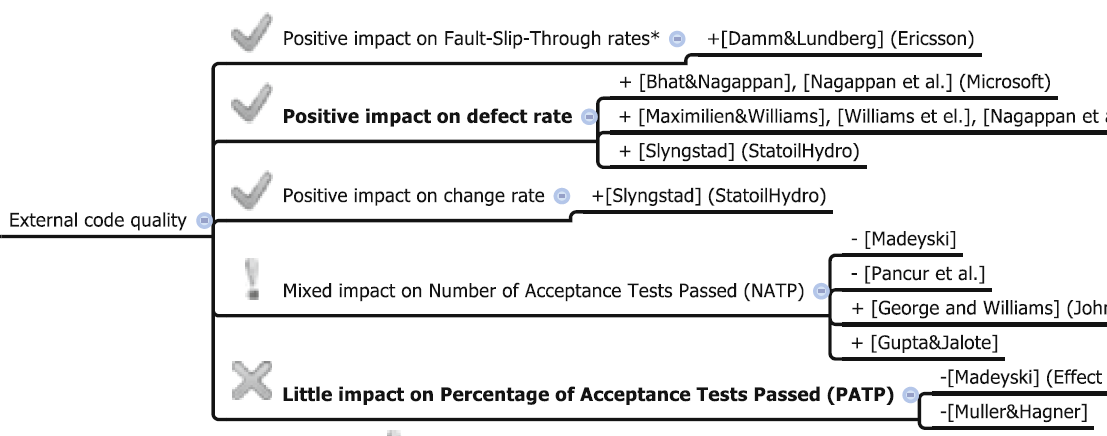 Positive impact on Fault-Slip-Through rates* +[Damm&Lundberg] (Ericsson)
+ [Bhat&Nagappan], [Nagappan et al.] (Microsoft)
Positive impact on defect rate + [Maximilien&Williams], [Williams et el.], [Nagappan et
+ [Slyngstad] (StatoilHydro)
Positive impact on change rate +[Slyngstad] (StatoilHydro)
External code quality
- [Madeyski]
- [Pancur et al.]
Mixed impact on Number of Acceptance Tests Passed (NATP)
+ [George and Williams]
+ [Gupta&Jalote]
-[Madeyski] (Effect
Little impact on Percentage of Acceptance Tests Passed (PATP)
-[Muller&Hagner]